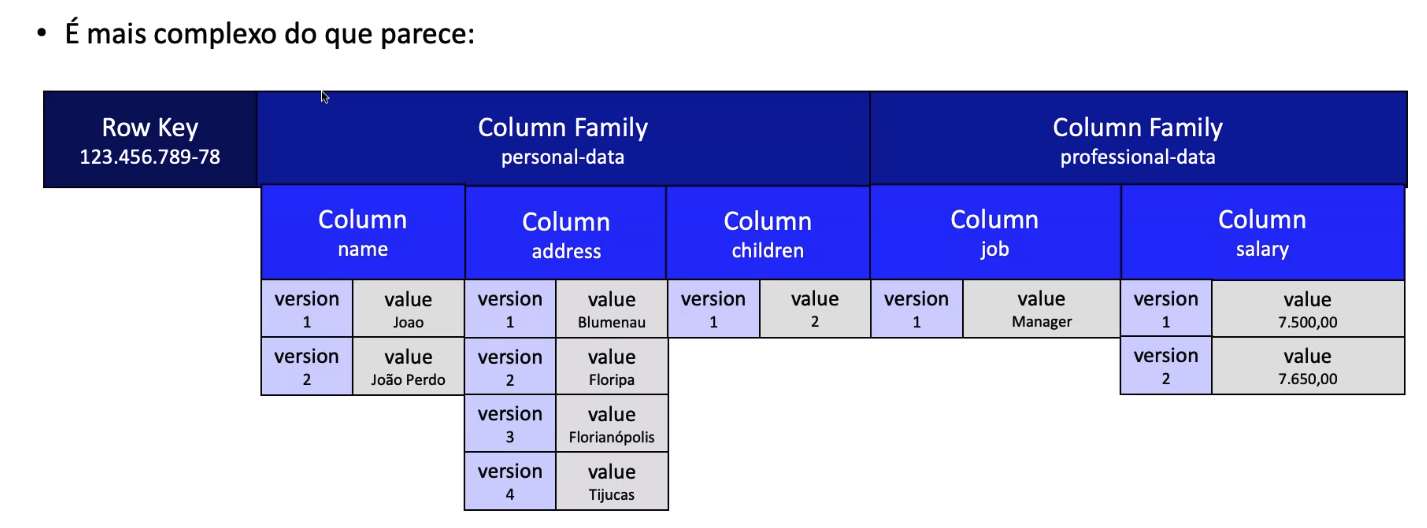 • É mais complexo do que parece:
Row Key
123.456.789-78
Column Family
personal-data
Column Family
professional-data
Column
name
Column
address
Column
children
Column
job
Column
salary
version
1
value
Joao
version
1
value
Blumenau
version
1
value
2
version
1
value
Manager
version
1
value
7.500,00
version
2
value
João Perdo
version
2
value
Floripa
version
2
value
7.650,00
version
3
value
Florianópolis
version
4
value
Tijucas